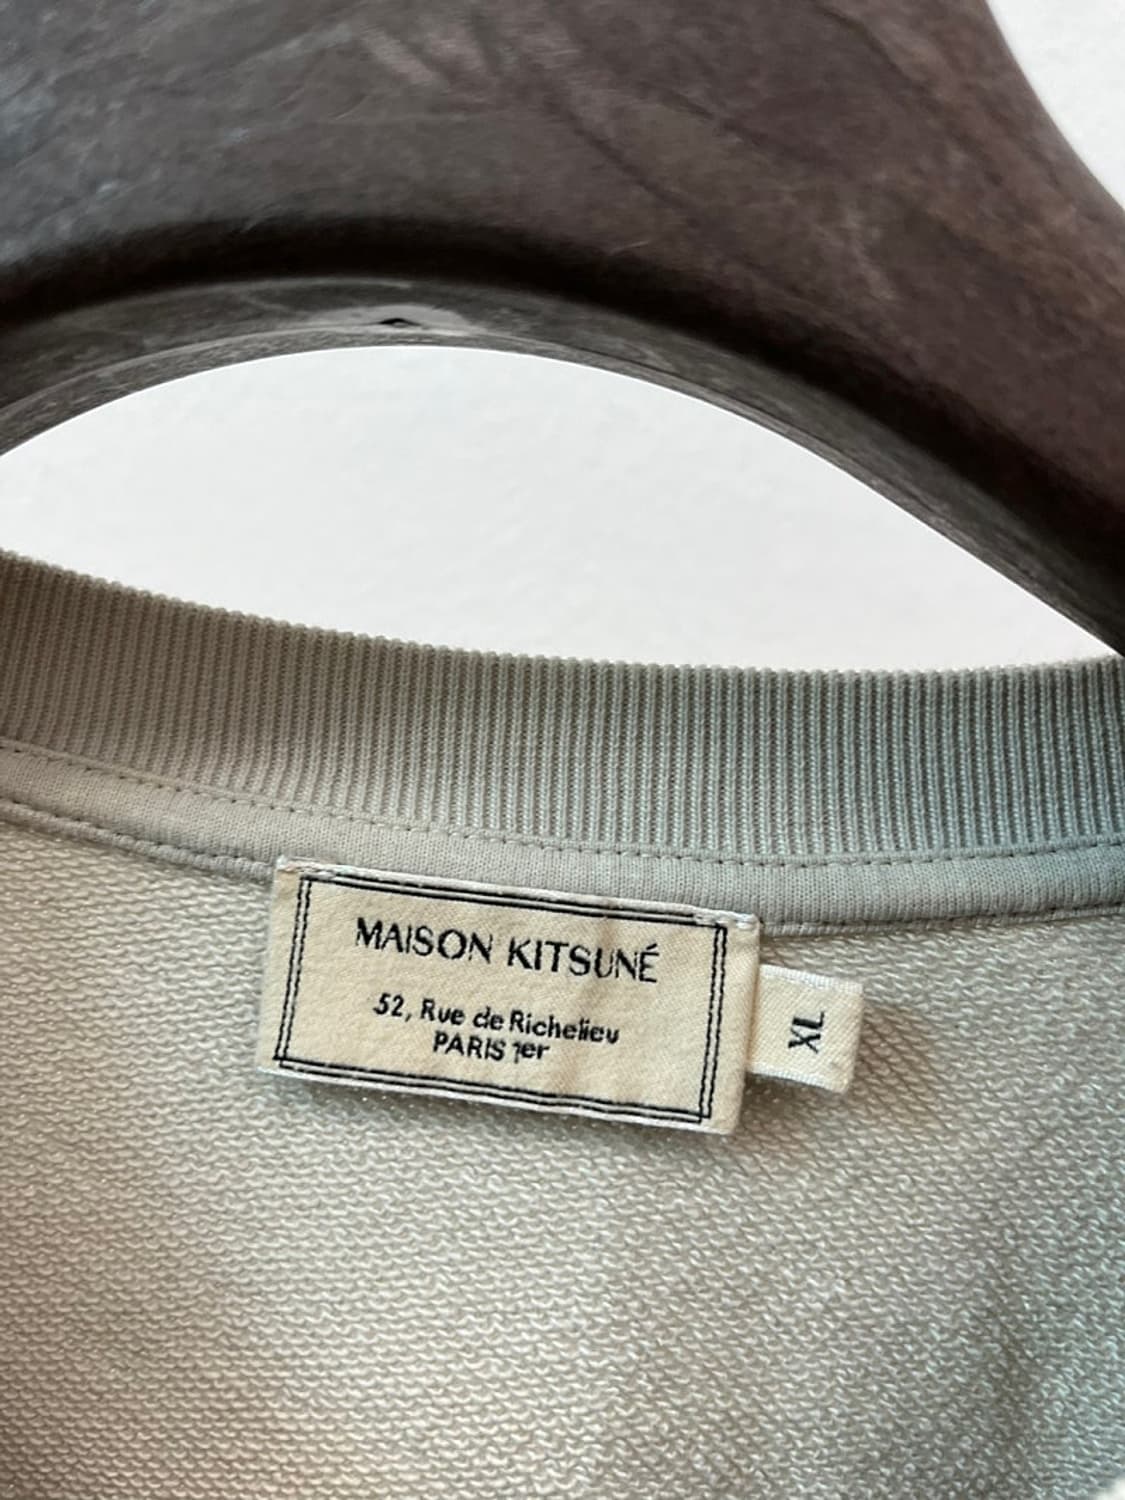 MAISON KITSUNÉ
52, Rue de Richelieu
PARIS 1er
XL